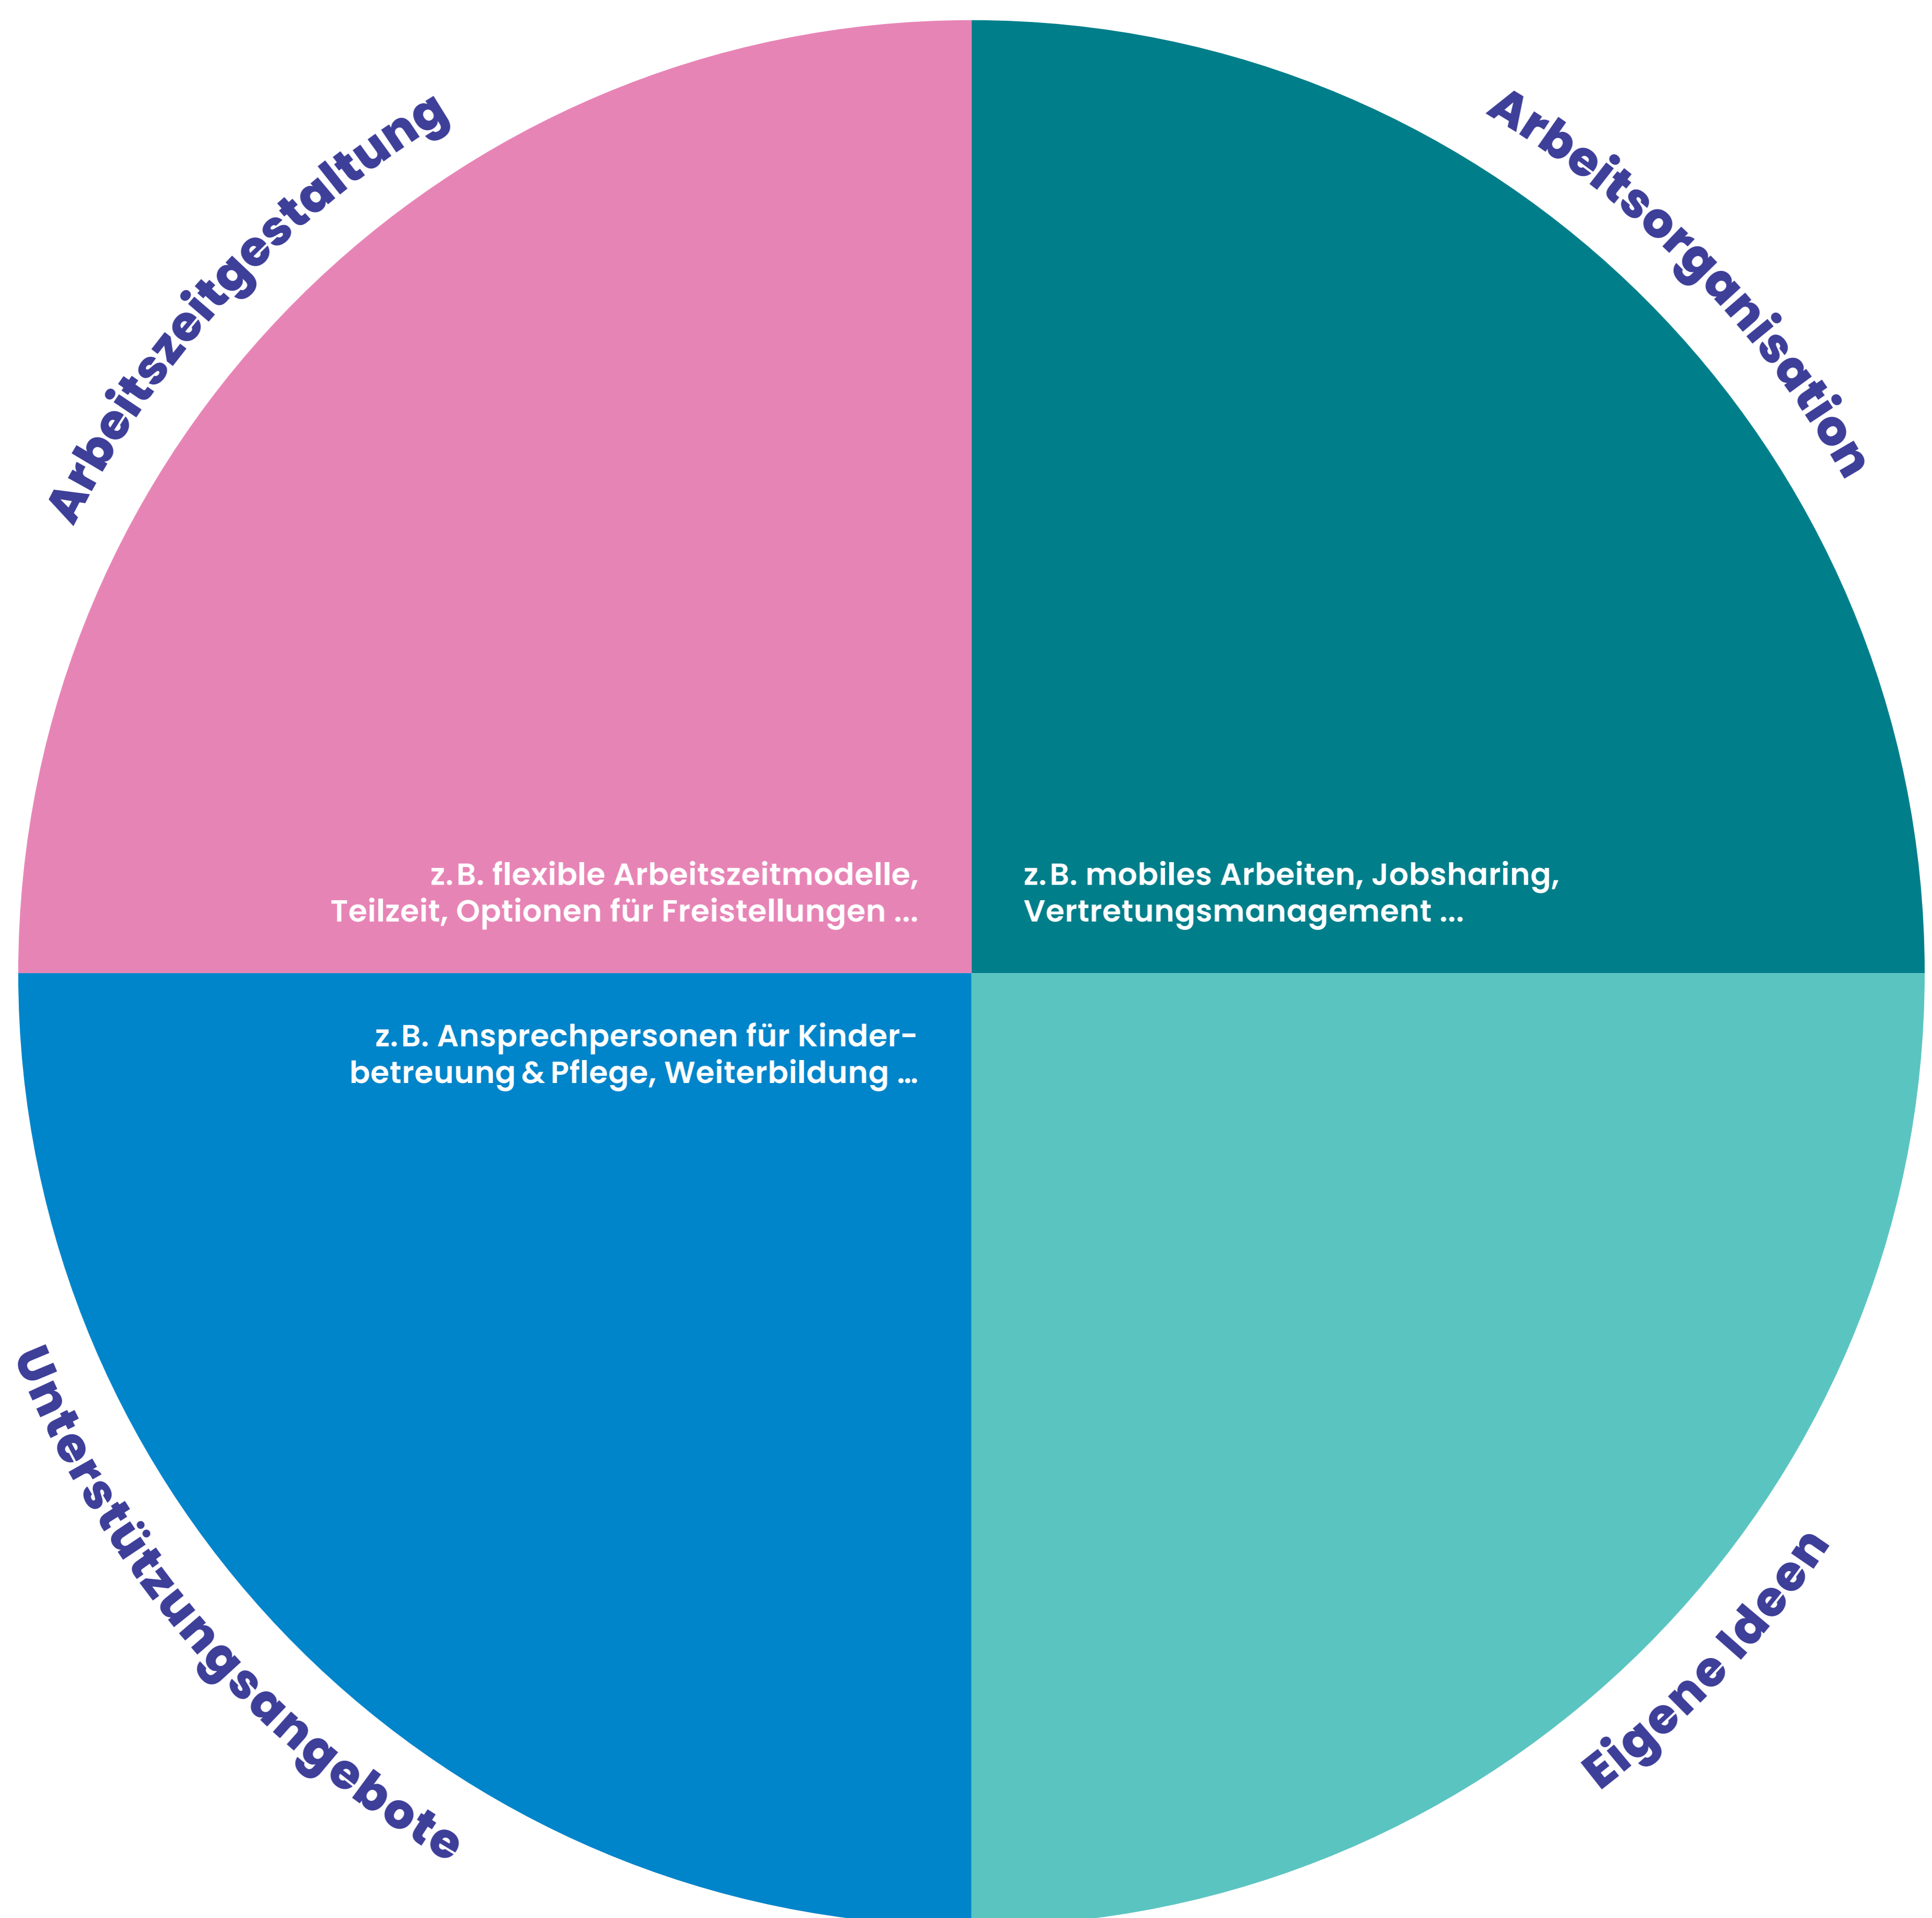 Arbeitszeitgestaltung
Arbeitsorganisation
z. B. flexible Arbeitszeitmodelle,
Teilzeit, Optionen für Freistellungen ...
z. B. mobiles Arbeiten, Jobsharing,
Vertretungsmanagement ...
z. B. Ansprechpersonen für Kinder-
betreuung & Pflege, Weiterbildung ...
Unterstützungsangebote
Eigene Ideen